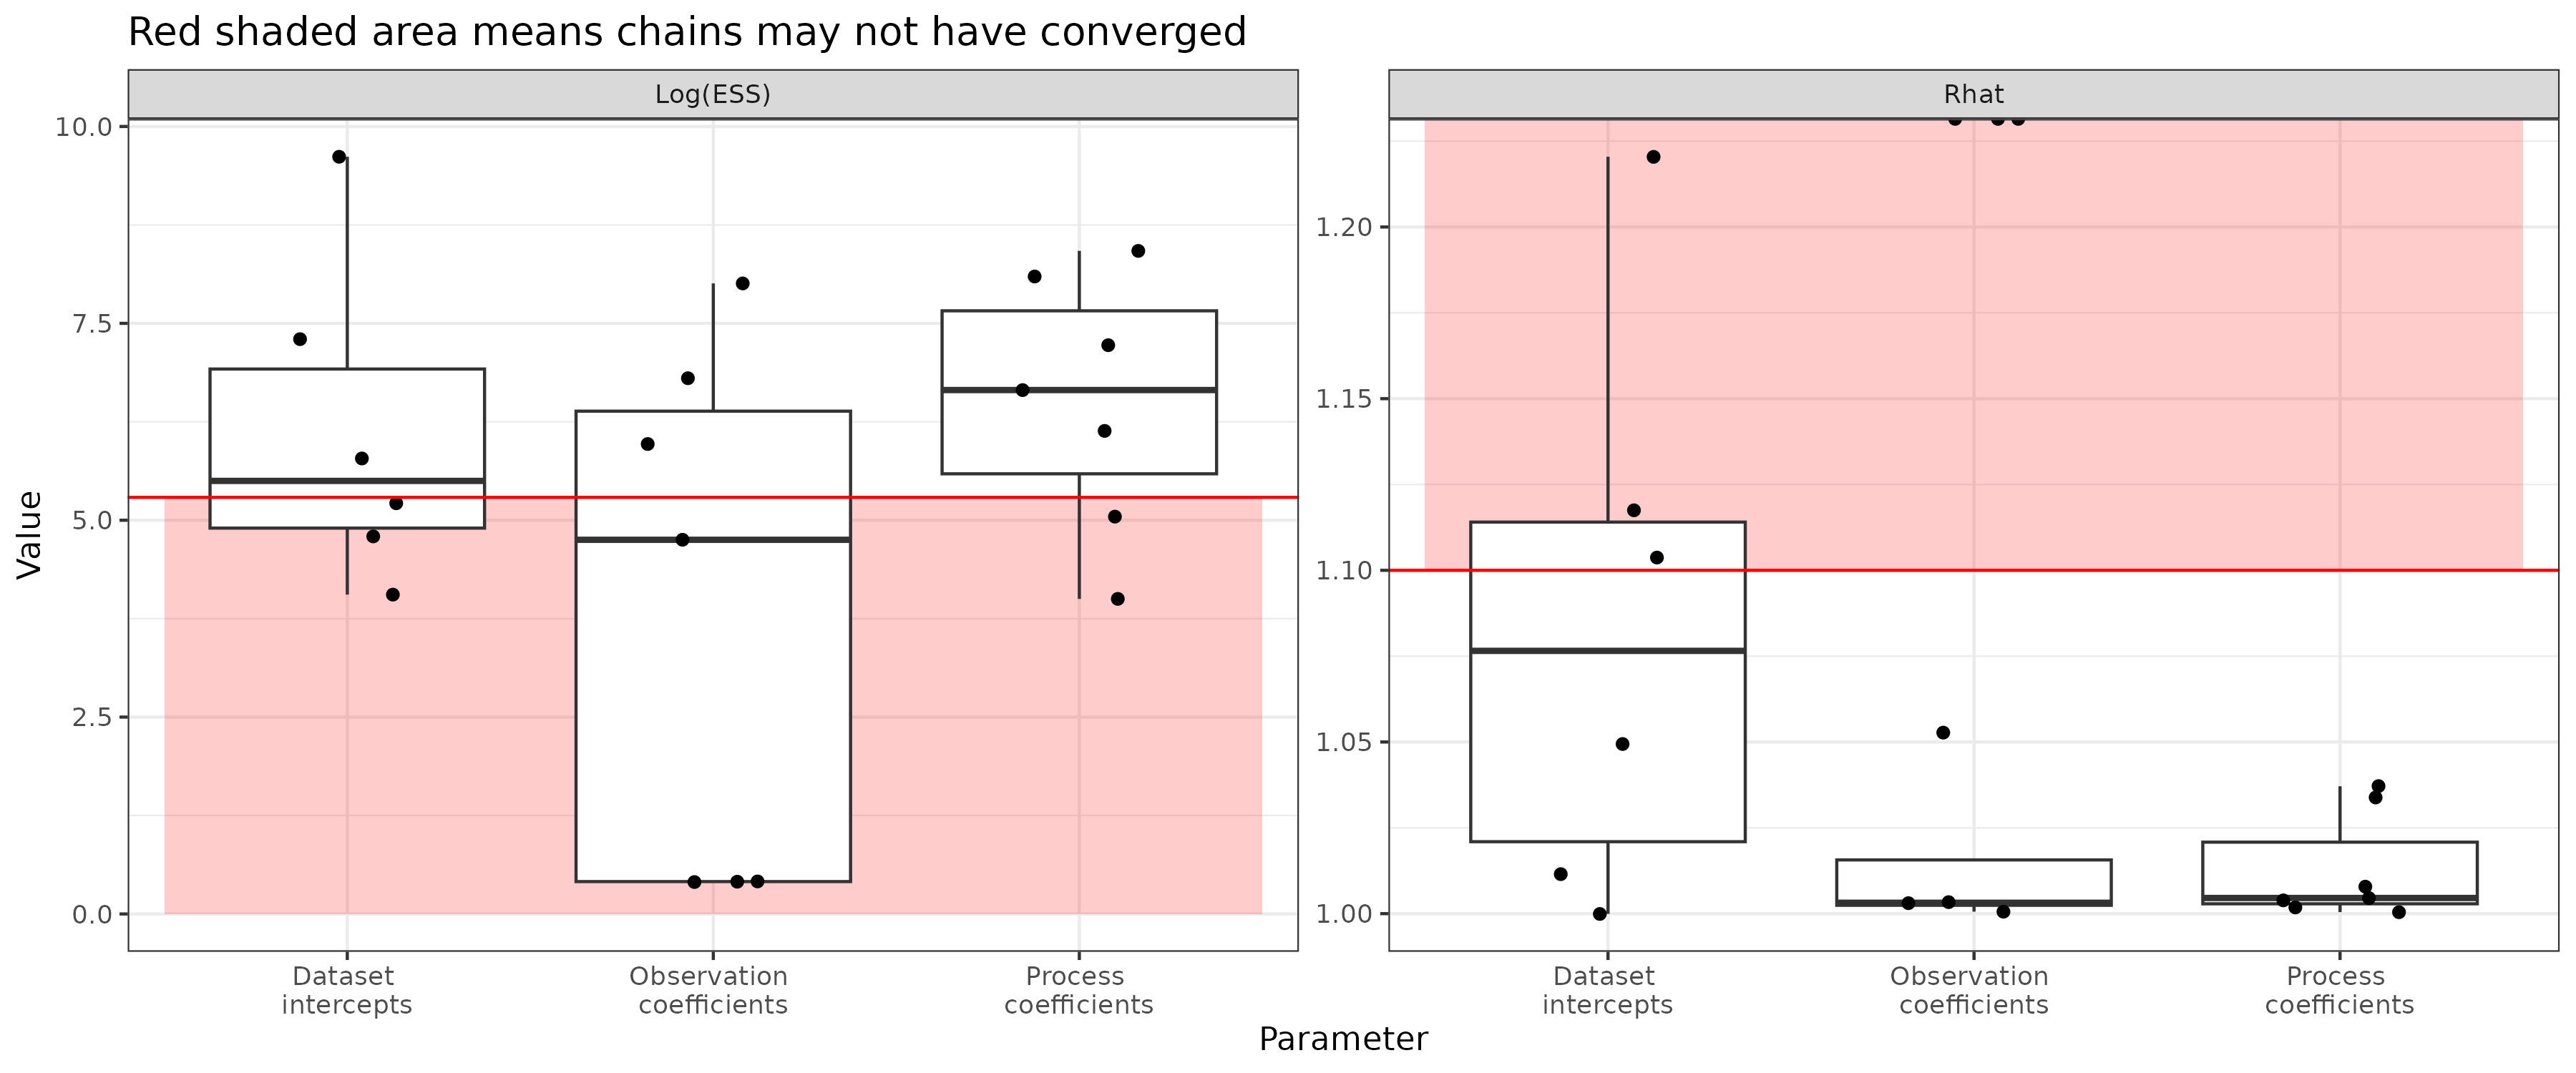 Red shaded area means chains may not have converged
Log(ESS)
Rhat
Value
10.0
7.5
5.0
2.5
0.0
1.20
1.15
1.10
1.05
1.00
Dataset
intercepts
Observation
coefficients
Process
coefficients
Dataset
intercepts
Observation
coefficients
Process
coefficients
Parameter